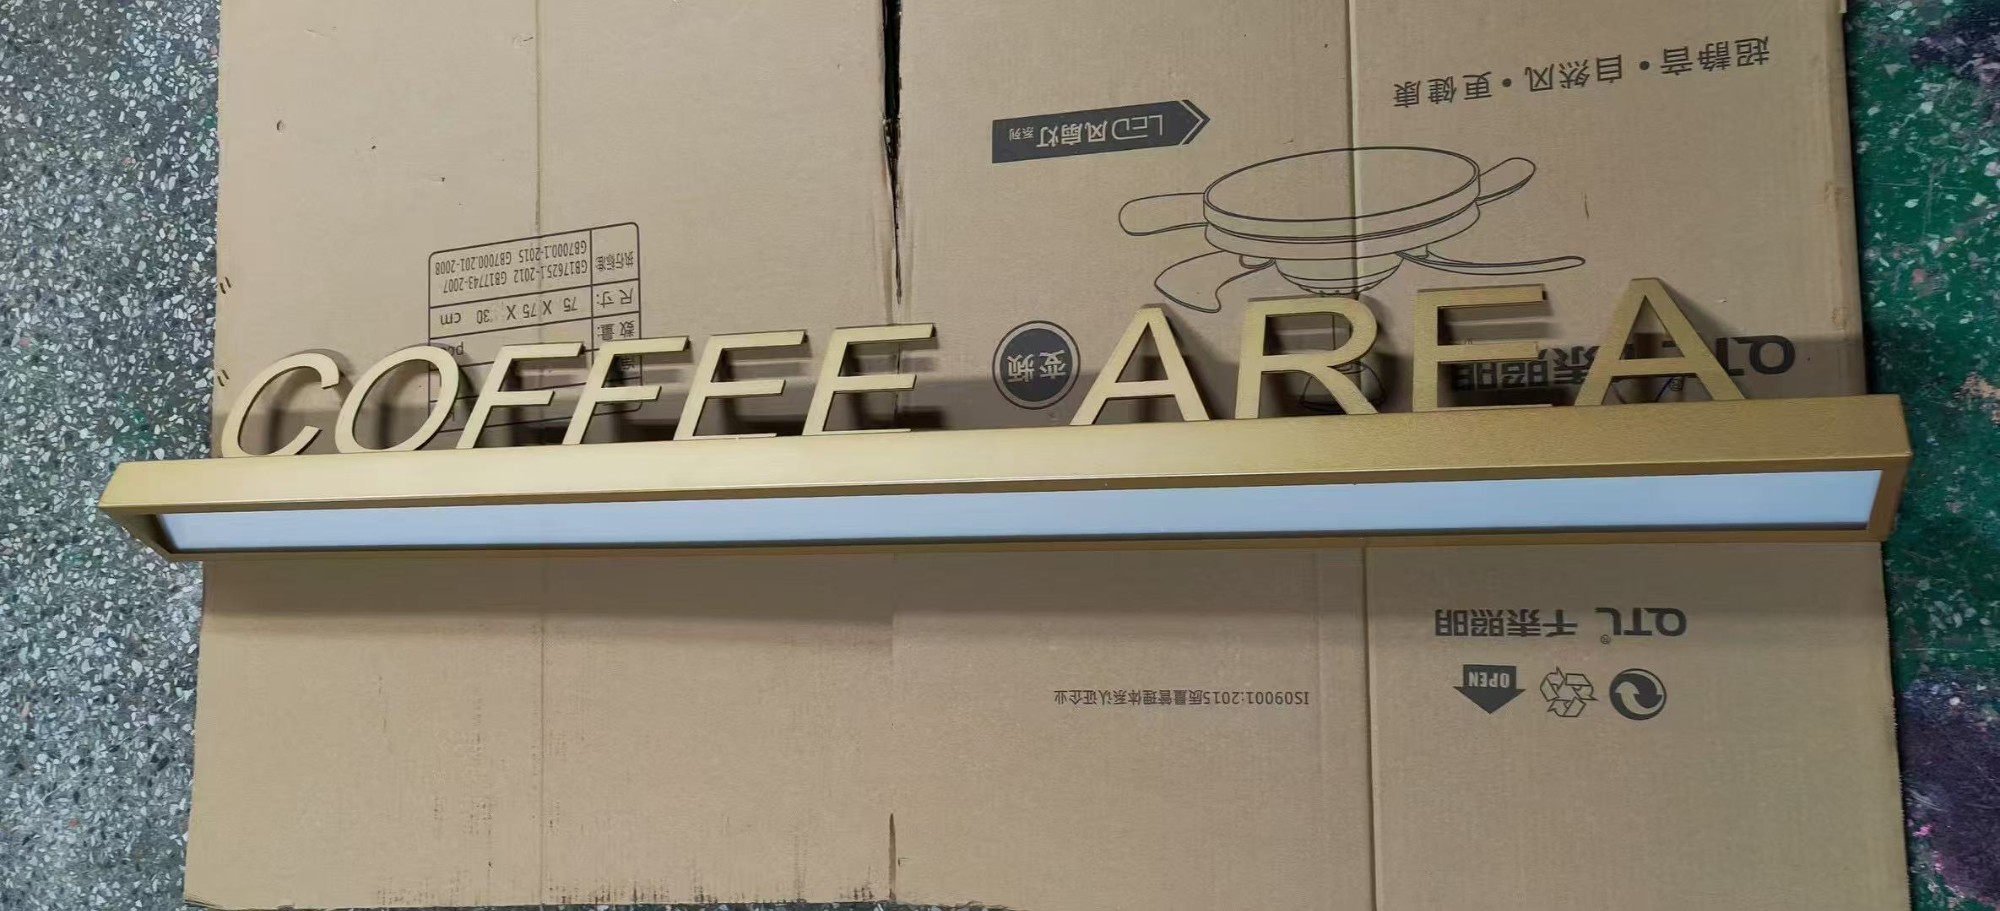 COFFEE AREA
超静音•自然风•更健康
LED风扇灯系列
变频
QTL
照明
执行标准:
GB17625.1-2012 GB17743-2007
GB7000.1-2015 GB7000.201-2008
尺寸: 75 X 75 X 30 cm
数量:
QTL® 千泰照明
OPEN
ISO9001:2015质量管理体系认证企业